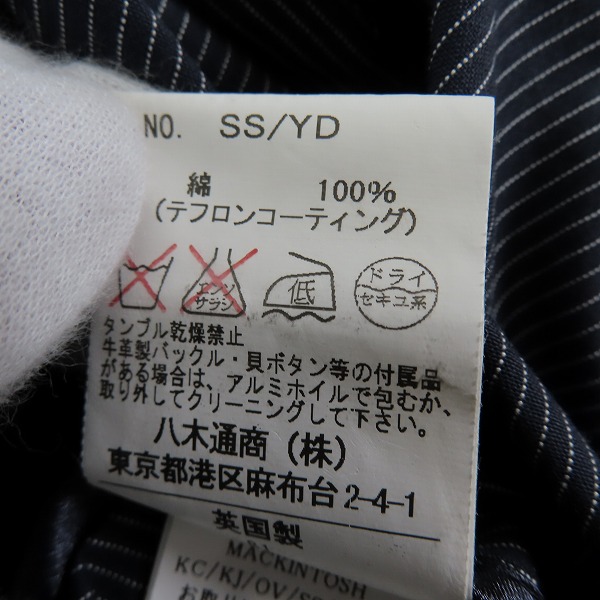 NO. SS/YD
綿 100%
(テフロンコーティング)
エンソ
サラシ
低
ドライ
セキユ系
タンブル乾燥禁止
牛革製バックル・貝ボタン等の付属品
がある場合は、アルミホイルで包むか、
取り外してクリーニングして下さい。
八木通商(株)
東京都港区麻布台2-4-1
英国製
MACKINTOSH